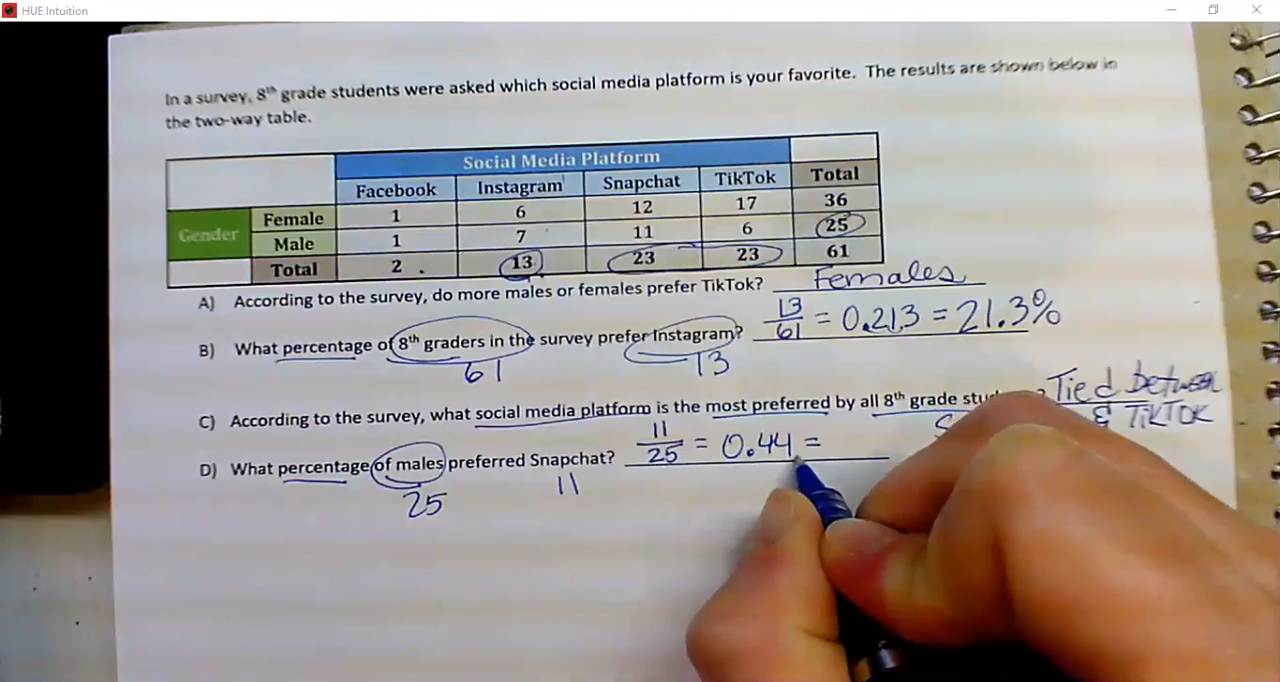 HUE Intuition
In a survey, 8th grade students were asked which social media platform is your favorite. The results are shown below in
the two-way table.
Social Media Platform
Facebook Instagram Snapchat TikTok Total
Gender Female 1 6 12 17 36
Male 1 7 11 6 25
Total 2 13 23 23 61
A) According to the survey, do more males or females prefer TikTok? Females
B) What percentage of 8th graders in the survey prefer Instagram? 13/61 = 0.213 = 21.3%
61 13
C) According to the survey, what social media platform is the most preferred by all 8th grade Tied between
& TikTok
D) What percentage of males preferred Snapchat? 11/25 = 0.44 =
25 11